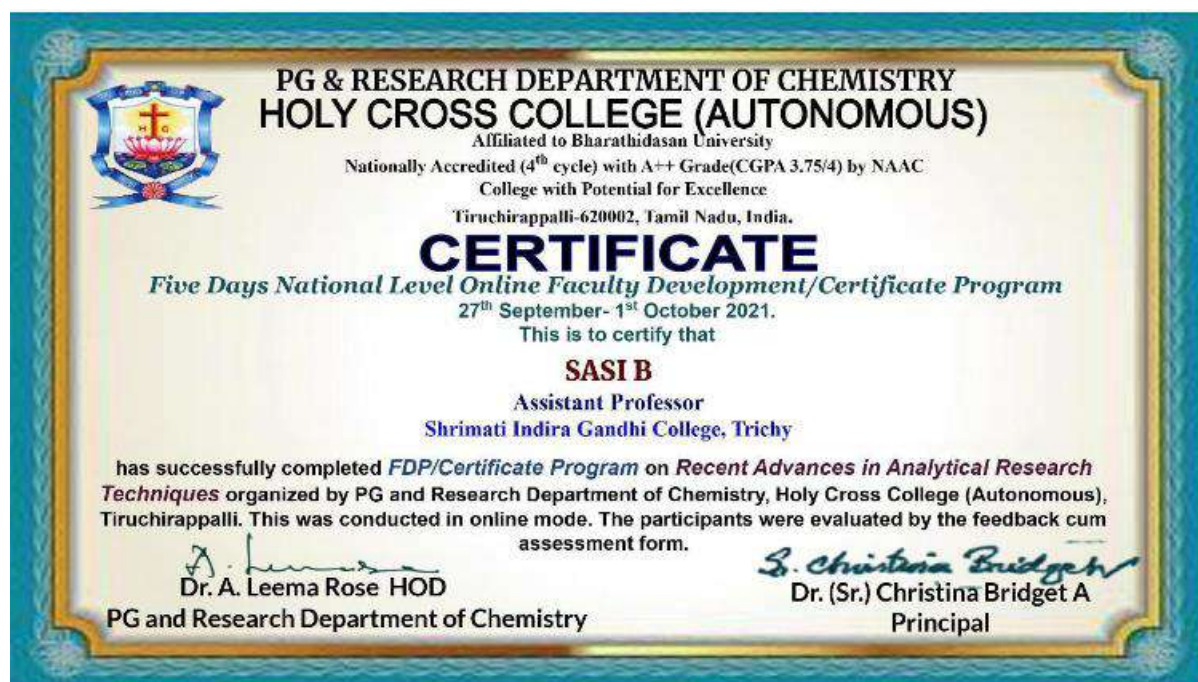 PG & RESEARCH DEPARTMENT OF CHEMISTRY
HOLY CROSS COLLEGE (AUTONOMOUS)
Affiliated to Bharathidasan University
Nationally Accredited (4th cycle) with A++ Grade(CGPA 3.75/4) by NAAC
College with Potential for Excellence
Tiruchirappalli-620002, Tamil Nadu, India.
CERTIFICATE
Five Days National Level Online Faculty Development/Certificate Program
27th September- 1st October 2021.
This is to certify that
SASI B
Assistant Professor
Shrimati Indira Gandhi College, Trichy
has successfully completed FDP/Certificate Program on Recent Advances in Analytical Research
Techniques organized by PG and Research Department of Chemistry, Holy Cross College (Autonomous),
Tiruchirappalli. This was conducted in online mode. The participants were evaluated by the feedback cum
assessment form.
A. Leema
Dr. A. Leema Rose HOD
PG and Research Department of Chemistry
Sr. Christina Bridget
Dr. (Sr.) Christina Bridget A
Principal